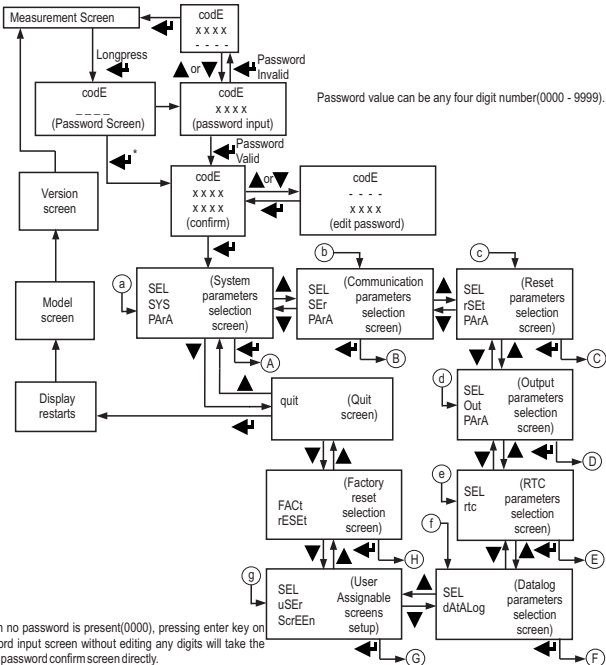 Measurement Screen
codE
x x x x
- - - -
Longpress
or
Password
Invalid
codE
_ _ _ _
(Password Screen)
codE
x x x x
(password input)
Password value can be any four digit number(0000 - 9999).
*
Password
Valid
Version
screen
codE
x x x x
x x x x
(confirm)
or
codE
- - - -
x x x x
(edit password)
a
b
c
SEL
SYS
PArA
(System
parameters
selection
screen)
SEL
SEr
PArA
(Communication
parameters
selection
screen)
SEL
rSEt
PArA
(Reset
parameters
selection
screen)
Model
screen
A
B
C
d
Display
restarts
quit
(Quit
screen)
SEL
Out
PArA
(Output
parameters
selection
screen)
D
e
FACt
rESEt
(Factory
reset
selection
screen)
SEL
rtc
(RTC
parameters
selection
screen)
f
H
E
g
SEL
uSEr
ScrEEn
(User
Assignable
screens
setup)
SEL
dAtALog
(Datalog
parameters
selection
screen)
G
F
no password is present(0000), pressing enter key on
input screen without editing any digits will take the
password confirm screen directly.